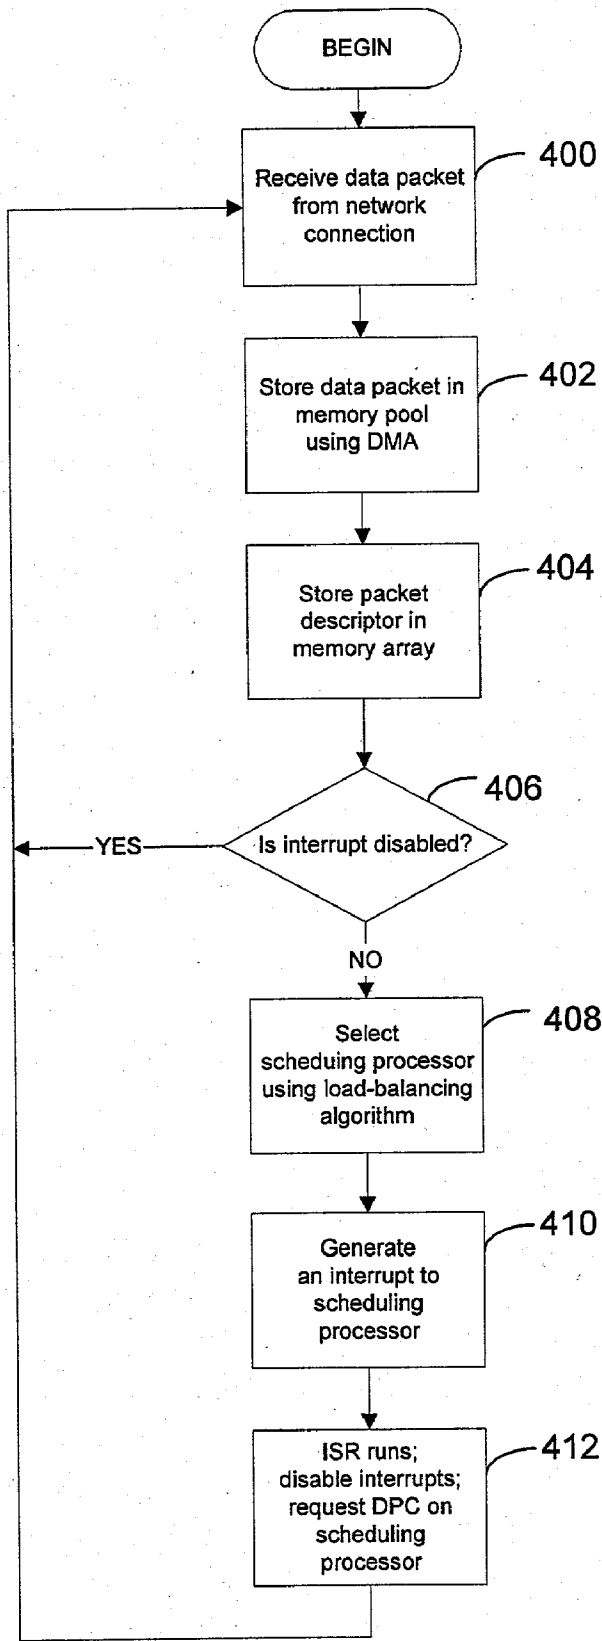 BEGIN
400
Receive data packet
from network
connection
402
Store data packet in
memory pool
using DMA
404
Store packet
descriptor in
memory array
406
Is interrupt disabled?
YES
NO
408
Select
scheduing processor
using load-balancing
algorithm
410
Generate
an interrupt to
scheduling
processor
412
ISR runs;
disable interrupts;
request DPC on
scheduling
processor